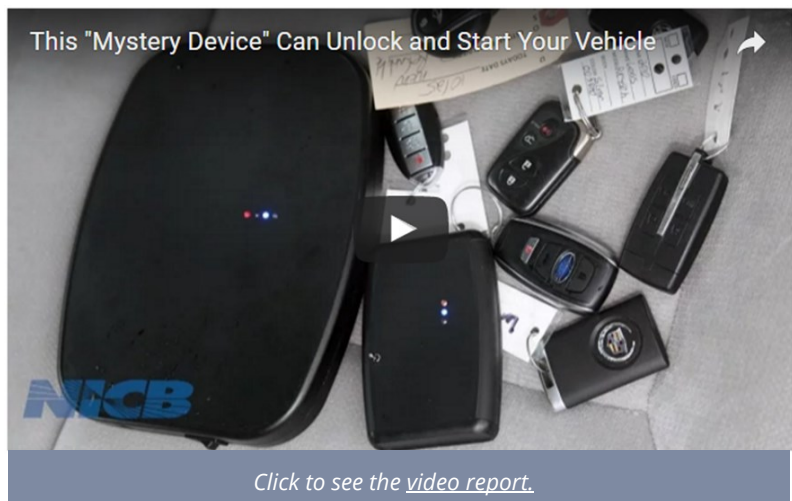 This "Mystery Device" Can Unlock and Start Your Vehicle
NICB
Click to see the video report.